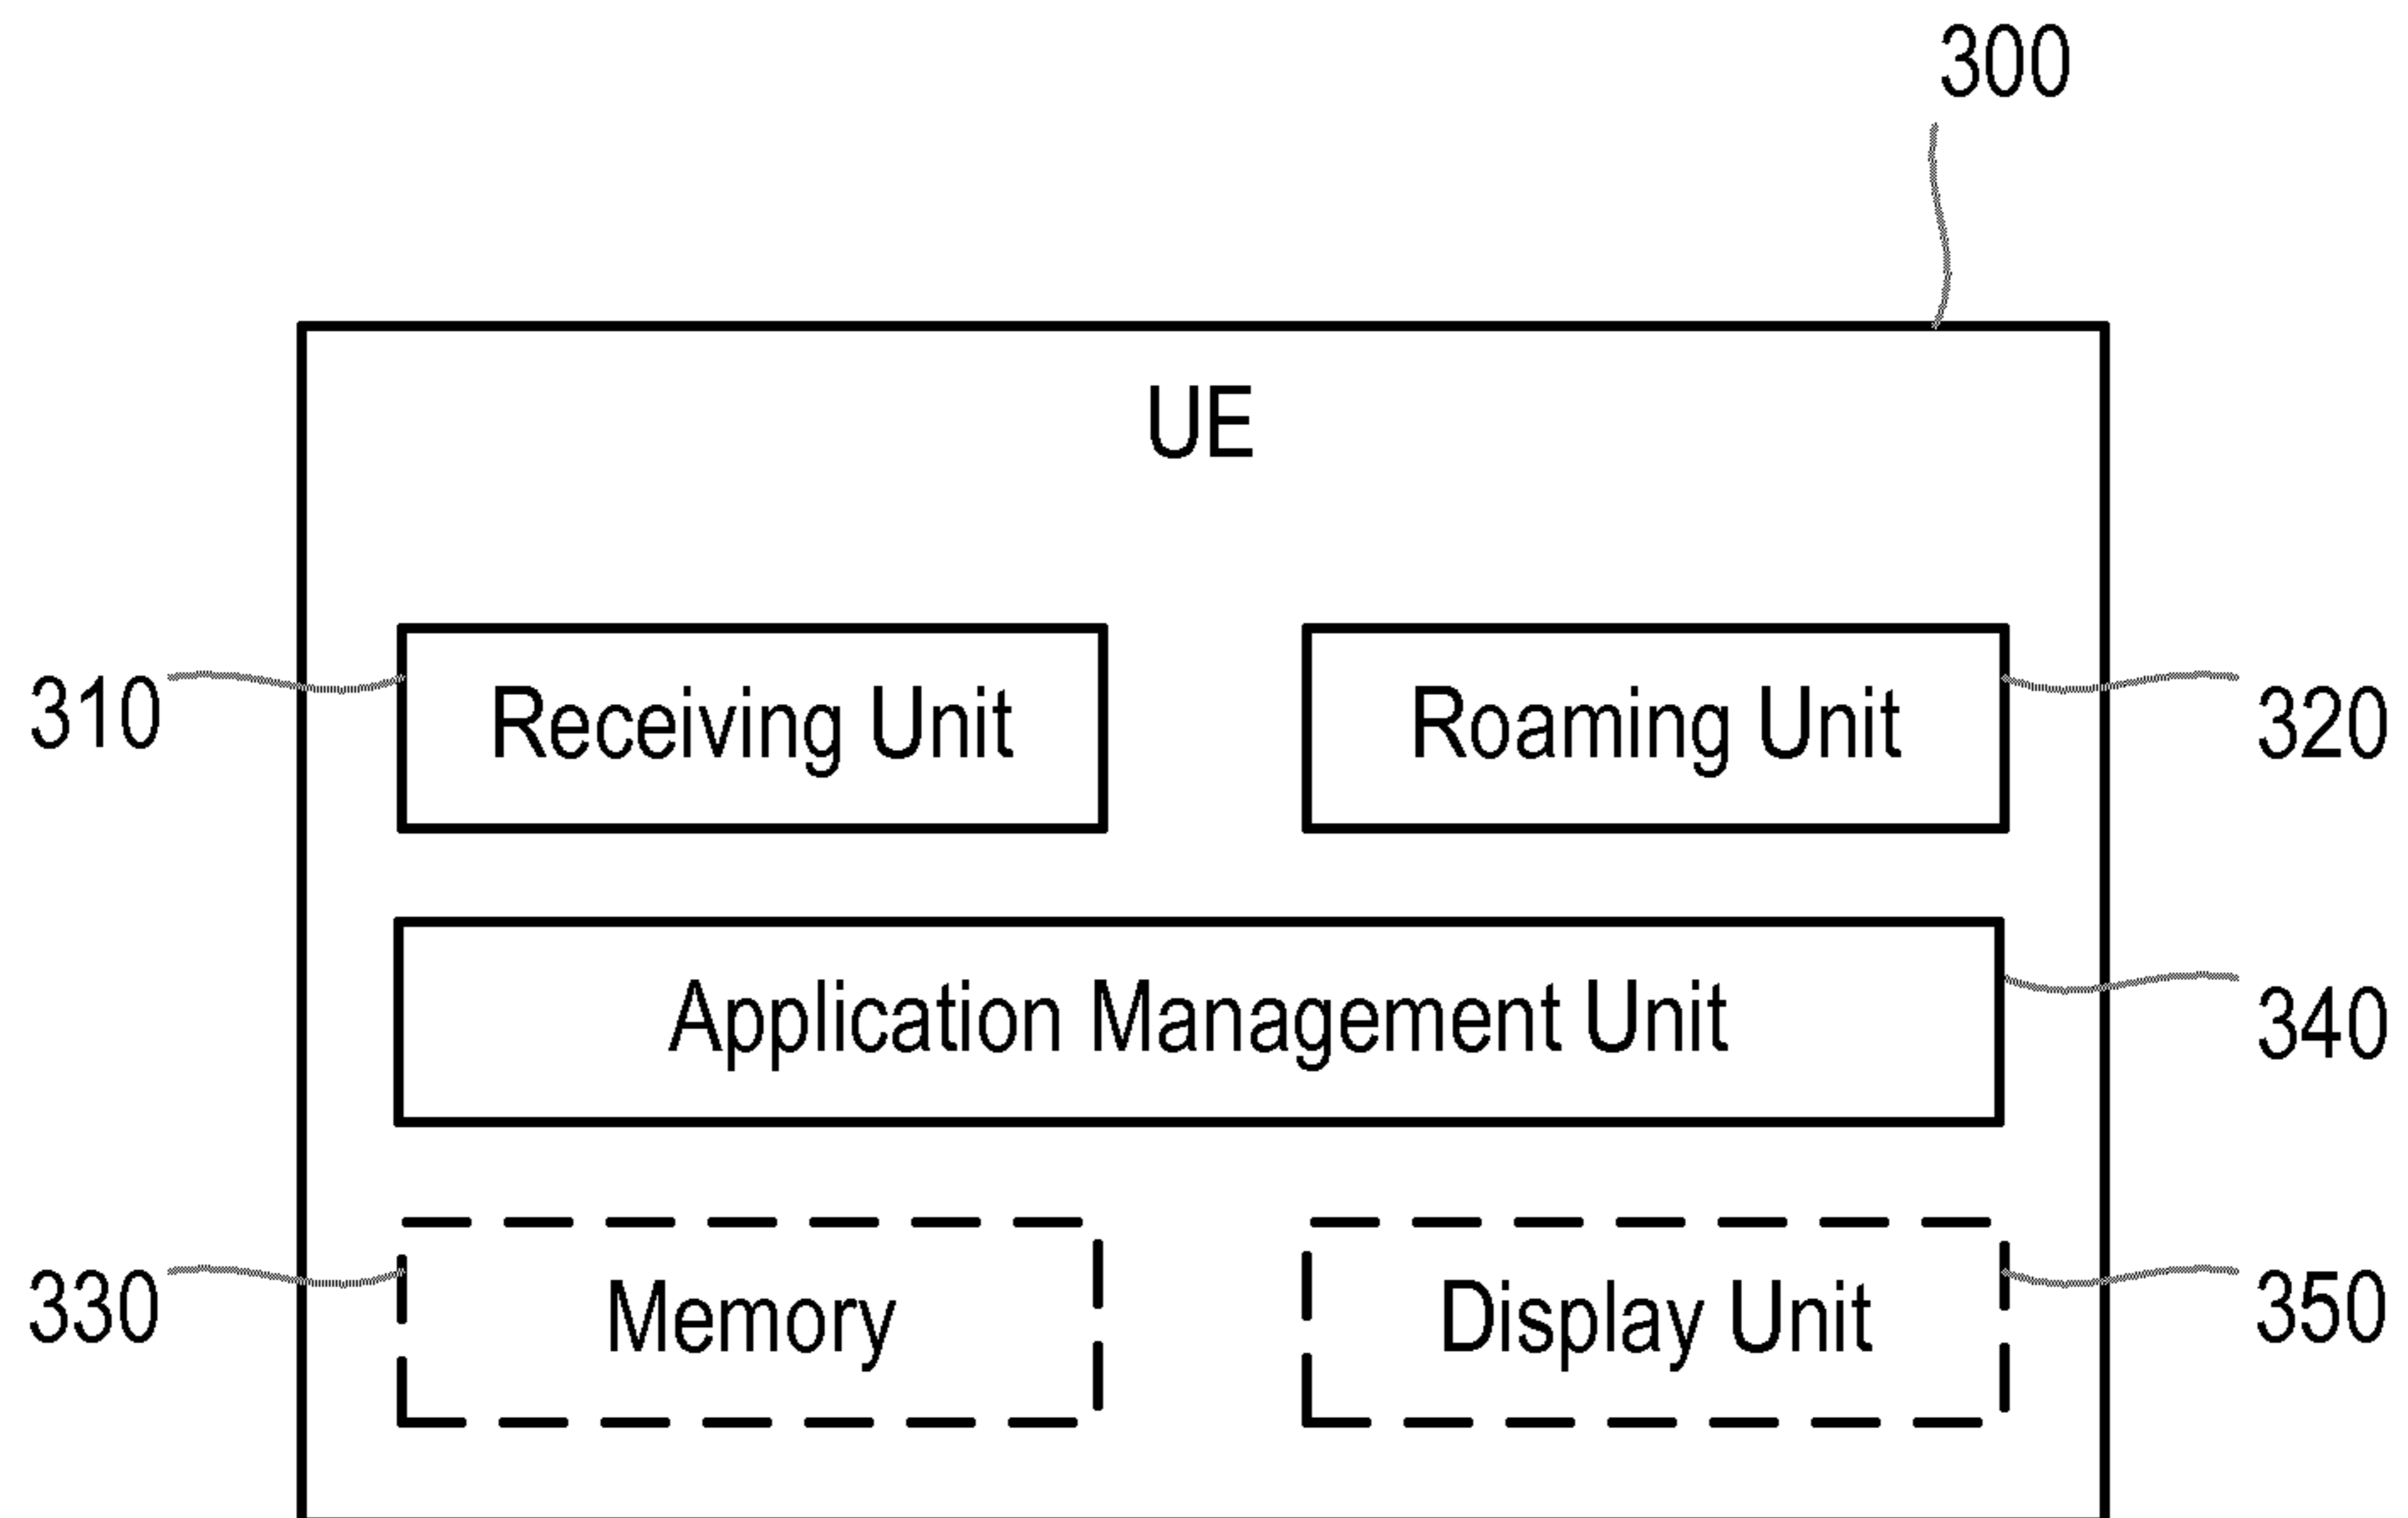 300
UE
310
Receiving Unit
Roaming Unit
320
Application Management Unit
340
330
Memory
Display Unit
350